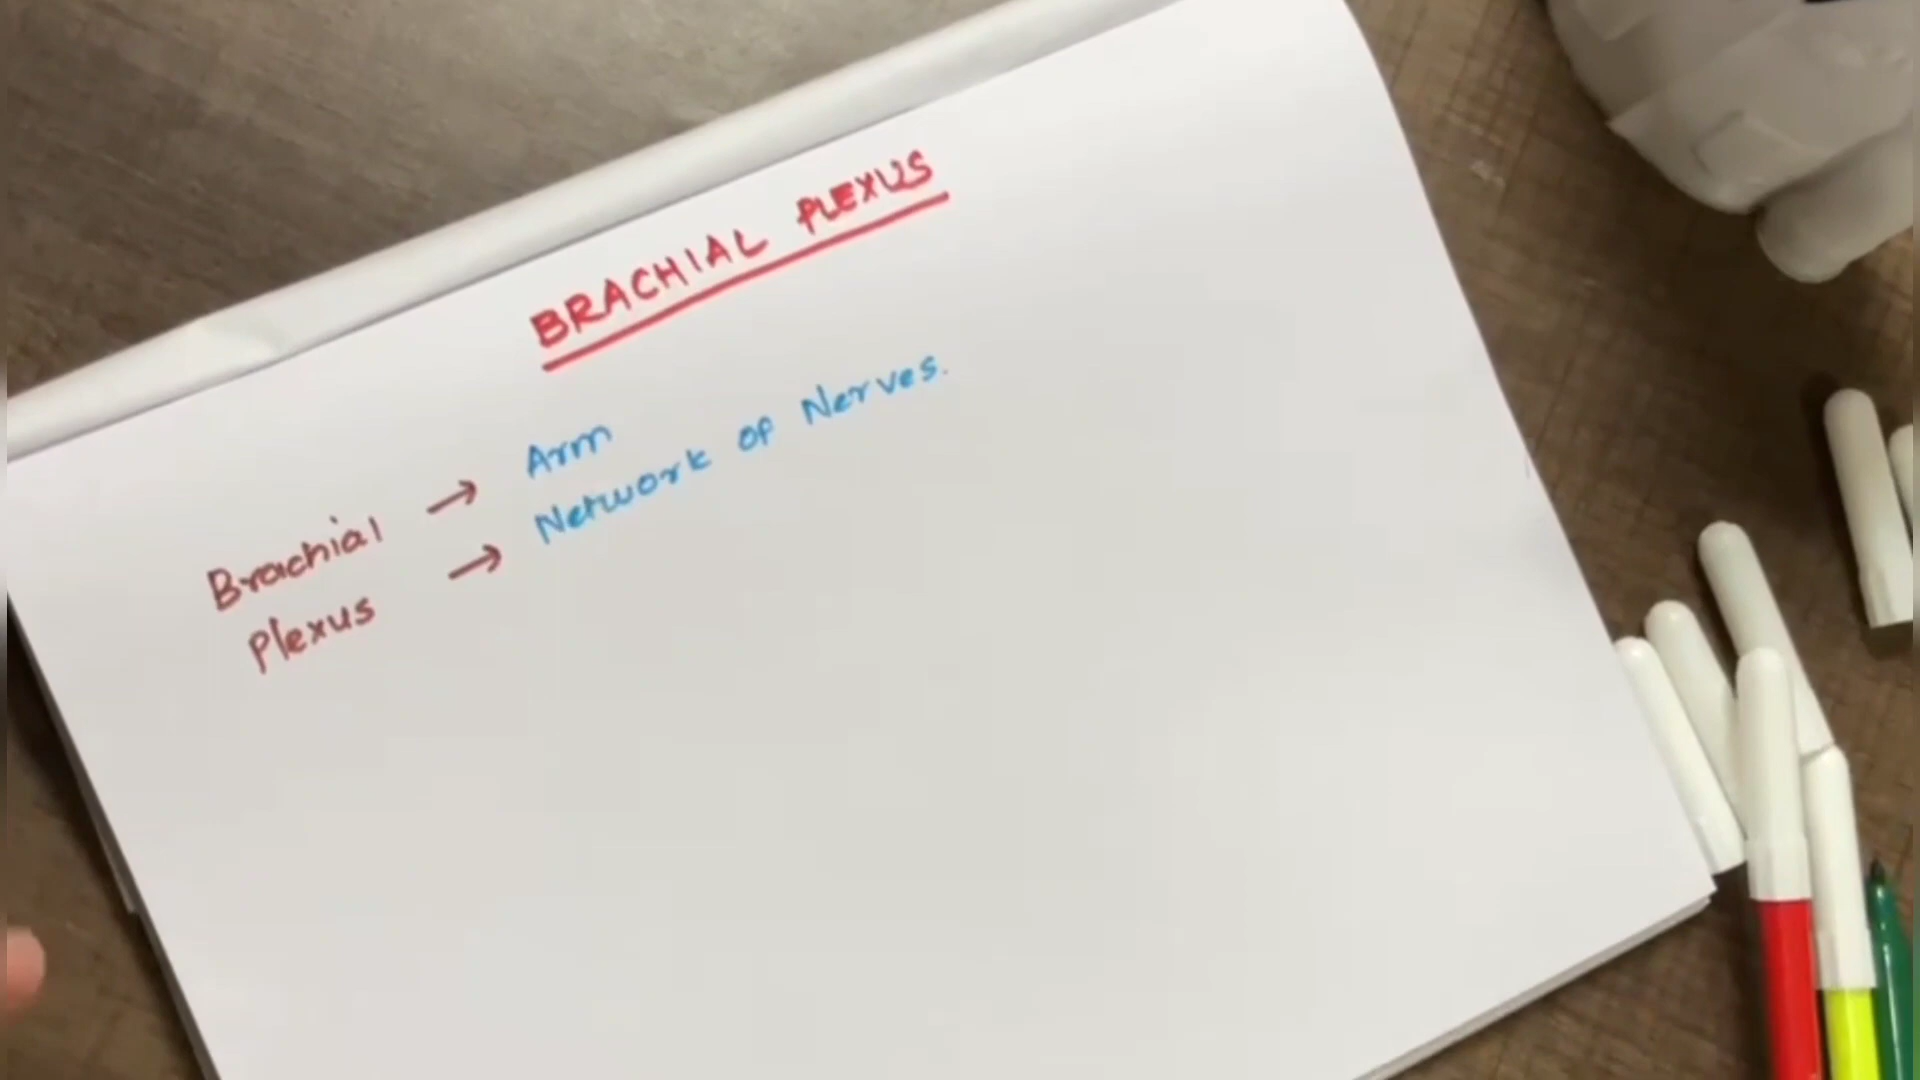 BRACHIAL PLEXUS
Brachial → Arm
Plexus → Network of Nerves.